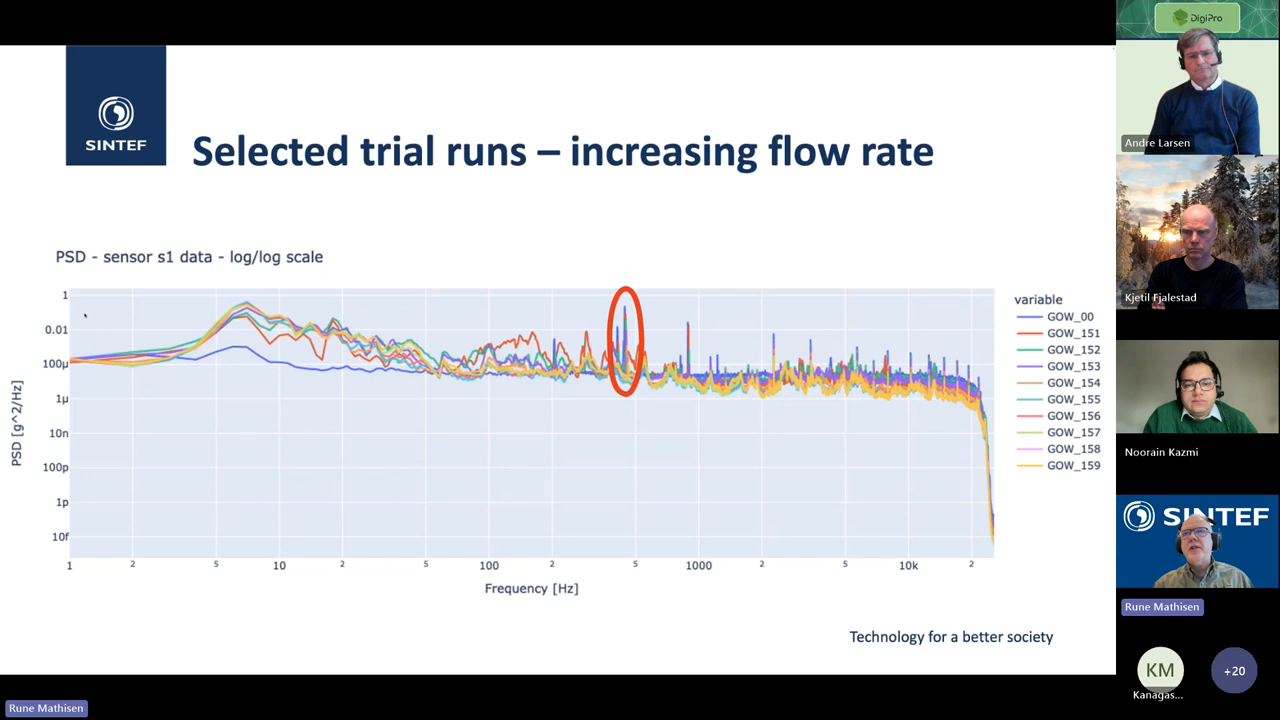 SINTEF
Selected trial runs – increasing flow rate
PSD - sensor s1 data - log/log scale
PSD [g^2/Hz]
1
0.01
100μ
1μ
10n
100p
1p
10f
1
2
5
10
2
5
100
2
5
1000
2
5
10k
2
Frequency [Hz]
variable
GOW_00
GOW_151
GOW_152
GOW_153
GOW_154
GOW_155
GOW_156
GOW_157
GOW_158
GOW_159
Technology for a better society
Rune Mathisen
DigiPro
Andre Larsen
Kjetil Fjalestad
Noorain Kazmi
SINTEF
Rune Mathisen
KM
Kanagas...
+20